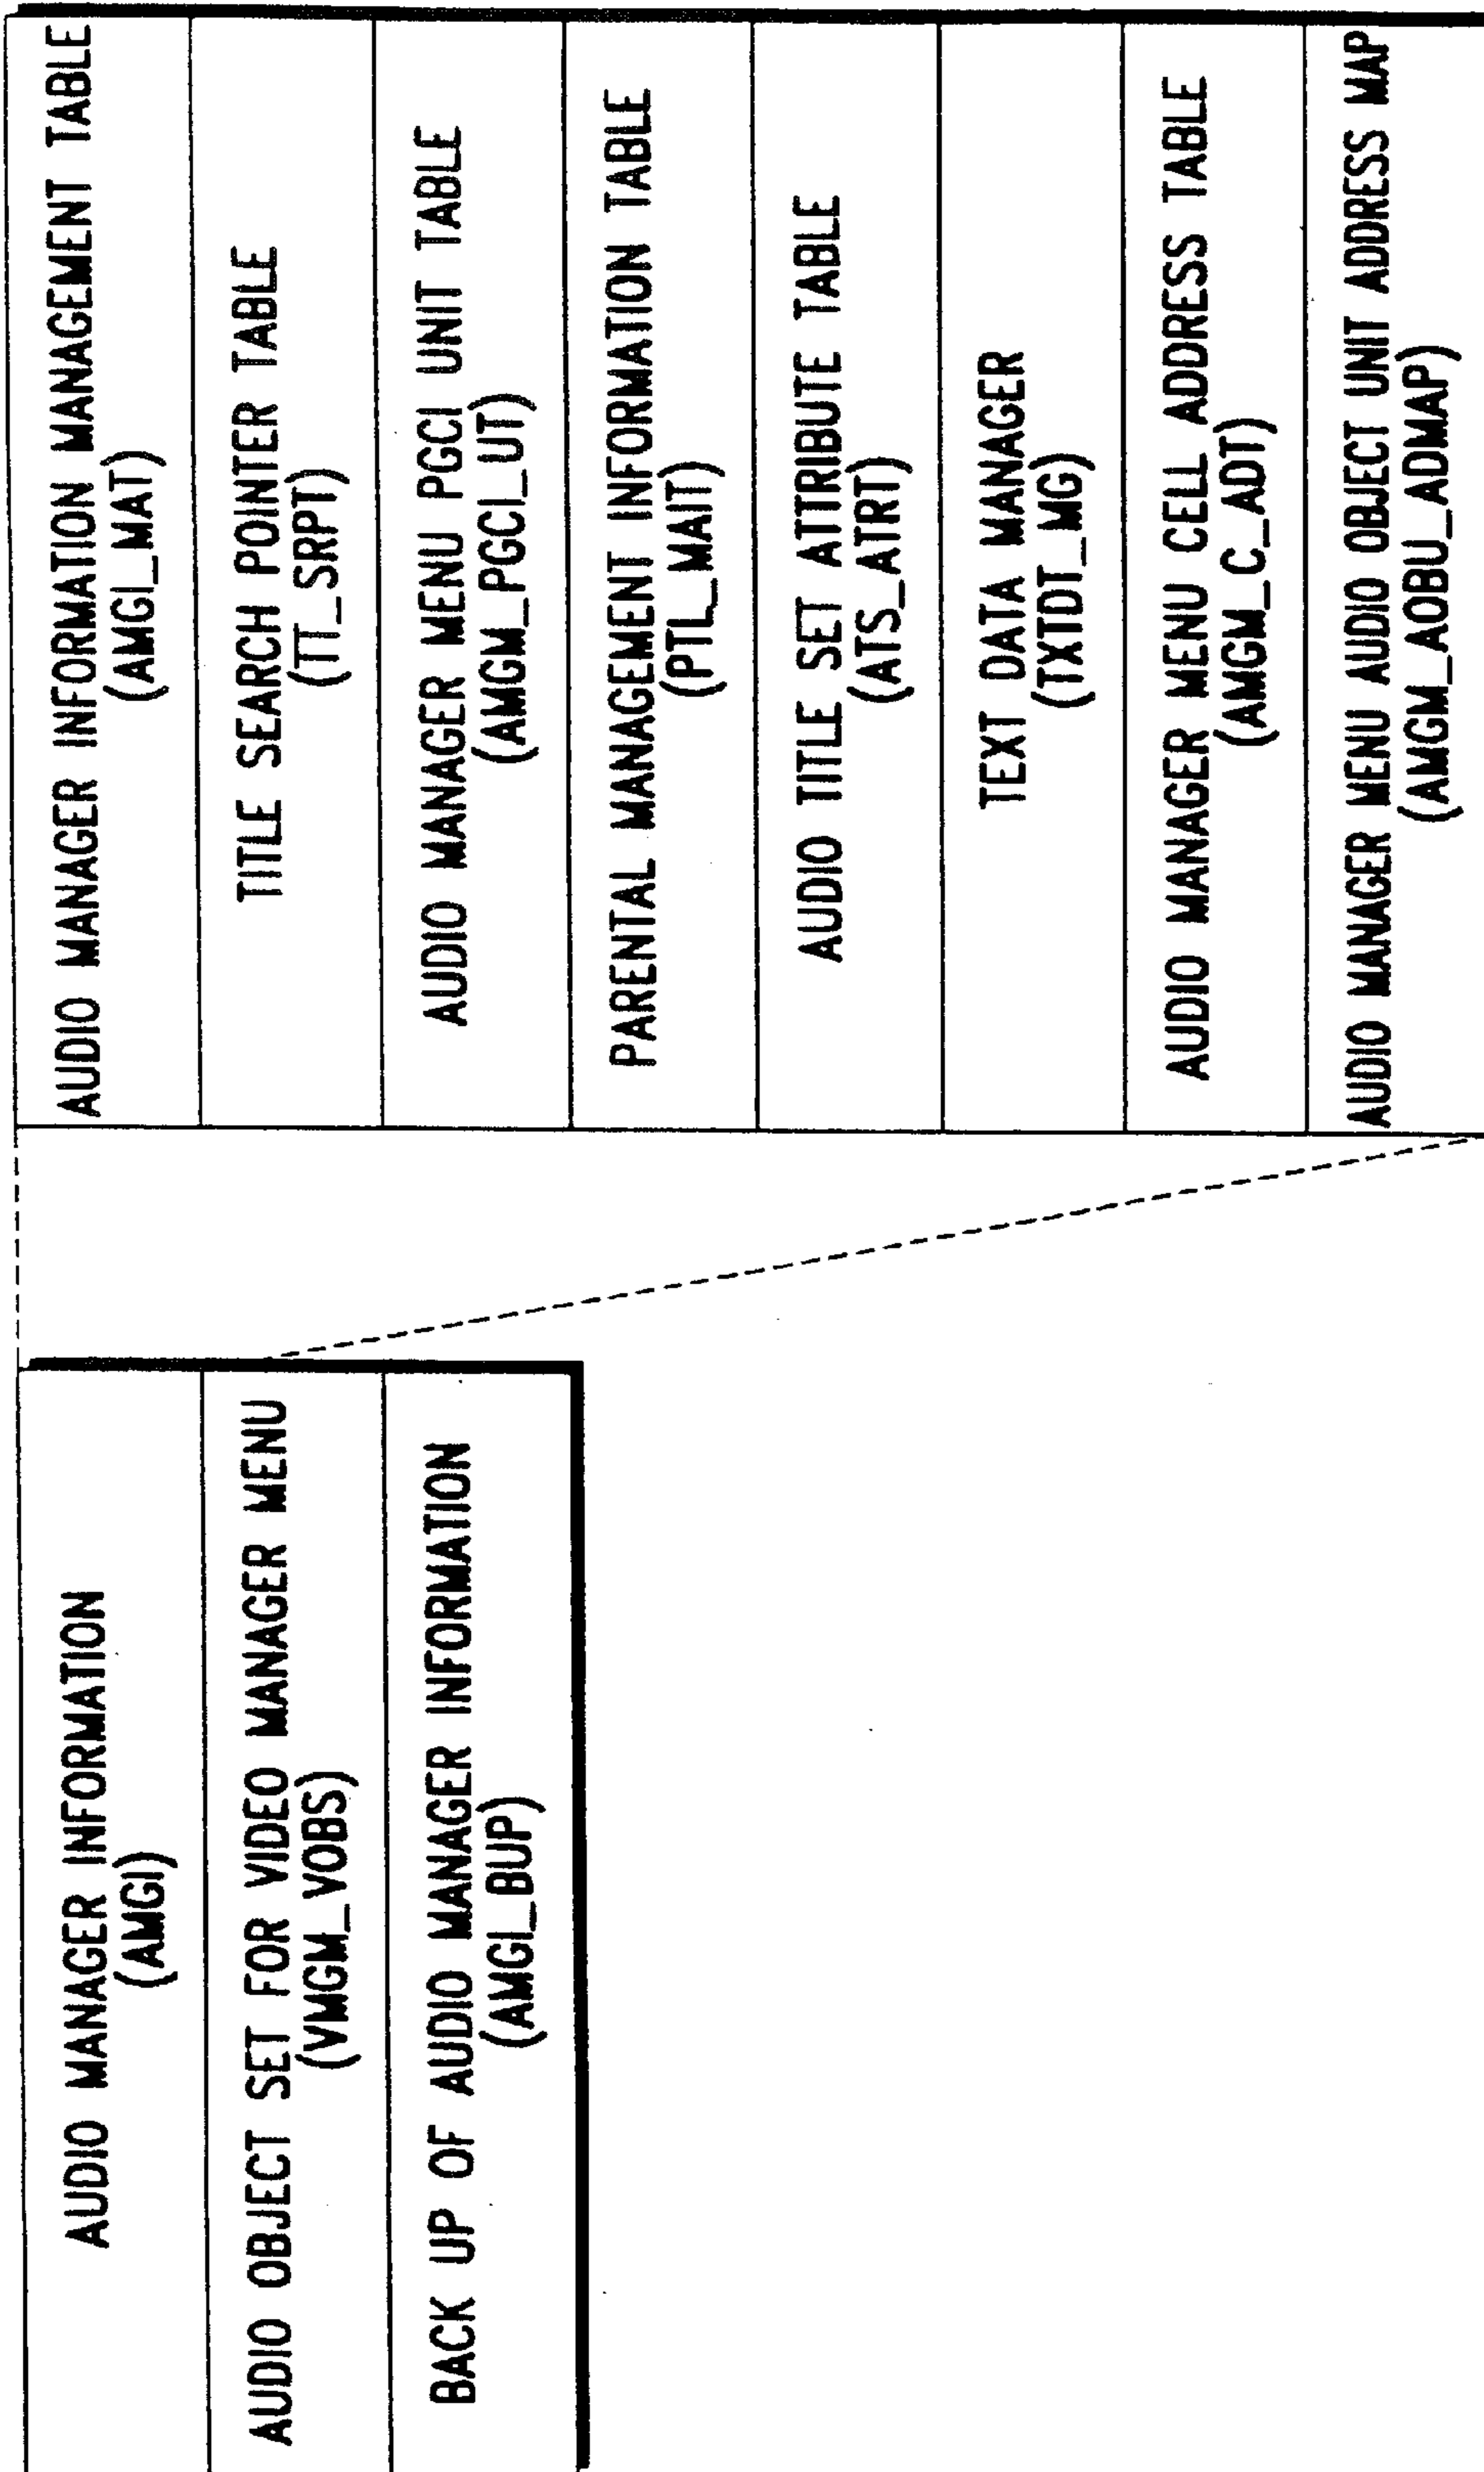 AUDIO MANAGER INFORMATION
(AMGI)
AUDIO OBJECT SET FOR VIDEO MANAGER MENU
(VMGM_VOBS)
BACK UP OF AUDIO MANAGER INFORMATION
(AMGI_BUP)
AUDIO MANAGER INFORMATION MANAGEMENT TABLE
(AMGI_MAT)
TITLE SEARCH POINTER TABLE
(TT_SRPT)
AUDIO MANAGER MENU PGCI UNIT TABLE
(AMGM_PGCI_UT)
PARENTAL MANAGEMENT INFORMATION TABLE
(PTL_MAIT)
AUDIO TITLE SET ATTRIBUTE TABLE
(ATS_ATRT)
TEXT DATA MANAGER
(TXTDT_MG)
AUDIO MANAGER MENU CELL ADDRESS TABLE
(AMGM_C_ADT)
AUDIO MANAGER MENU AUDIO OBJECT UNIT ADDRESS MAP
(AMGM_AOBU_ADMAP)